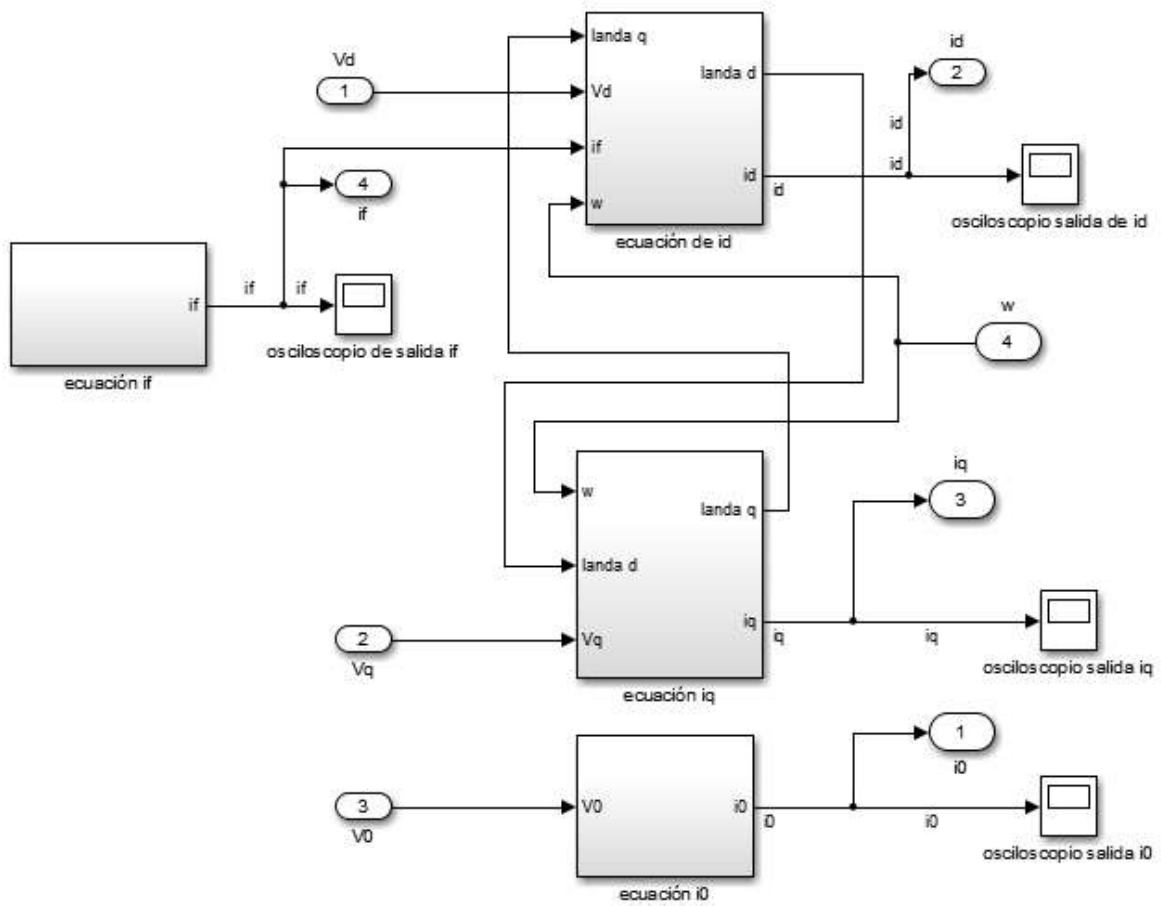 landa q
Vd
if
w
landa d
id
ecuación de id
Vd
1
4
if
if
if
if
ecuación if
osciloscopio de salida if
id
id
id
id
2
osciloscopio salida de id
w
4
w
landa d
Vq
landa q
iq
ecuación iq
2
Vq
iq
iq
iq
3
osciloscopio salida iq
V0
i0
ecuación i0
3
V0
i0
i0
1
i0
osciloscopio salida i0